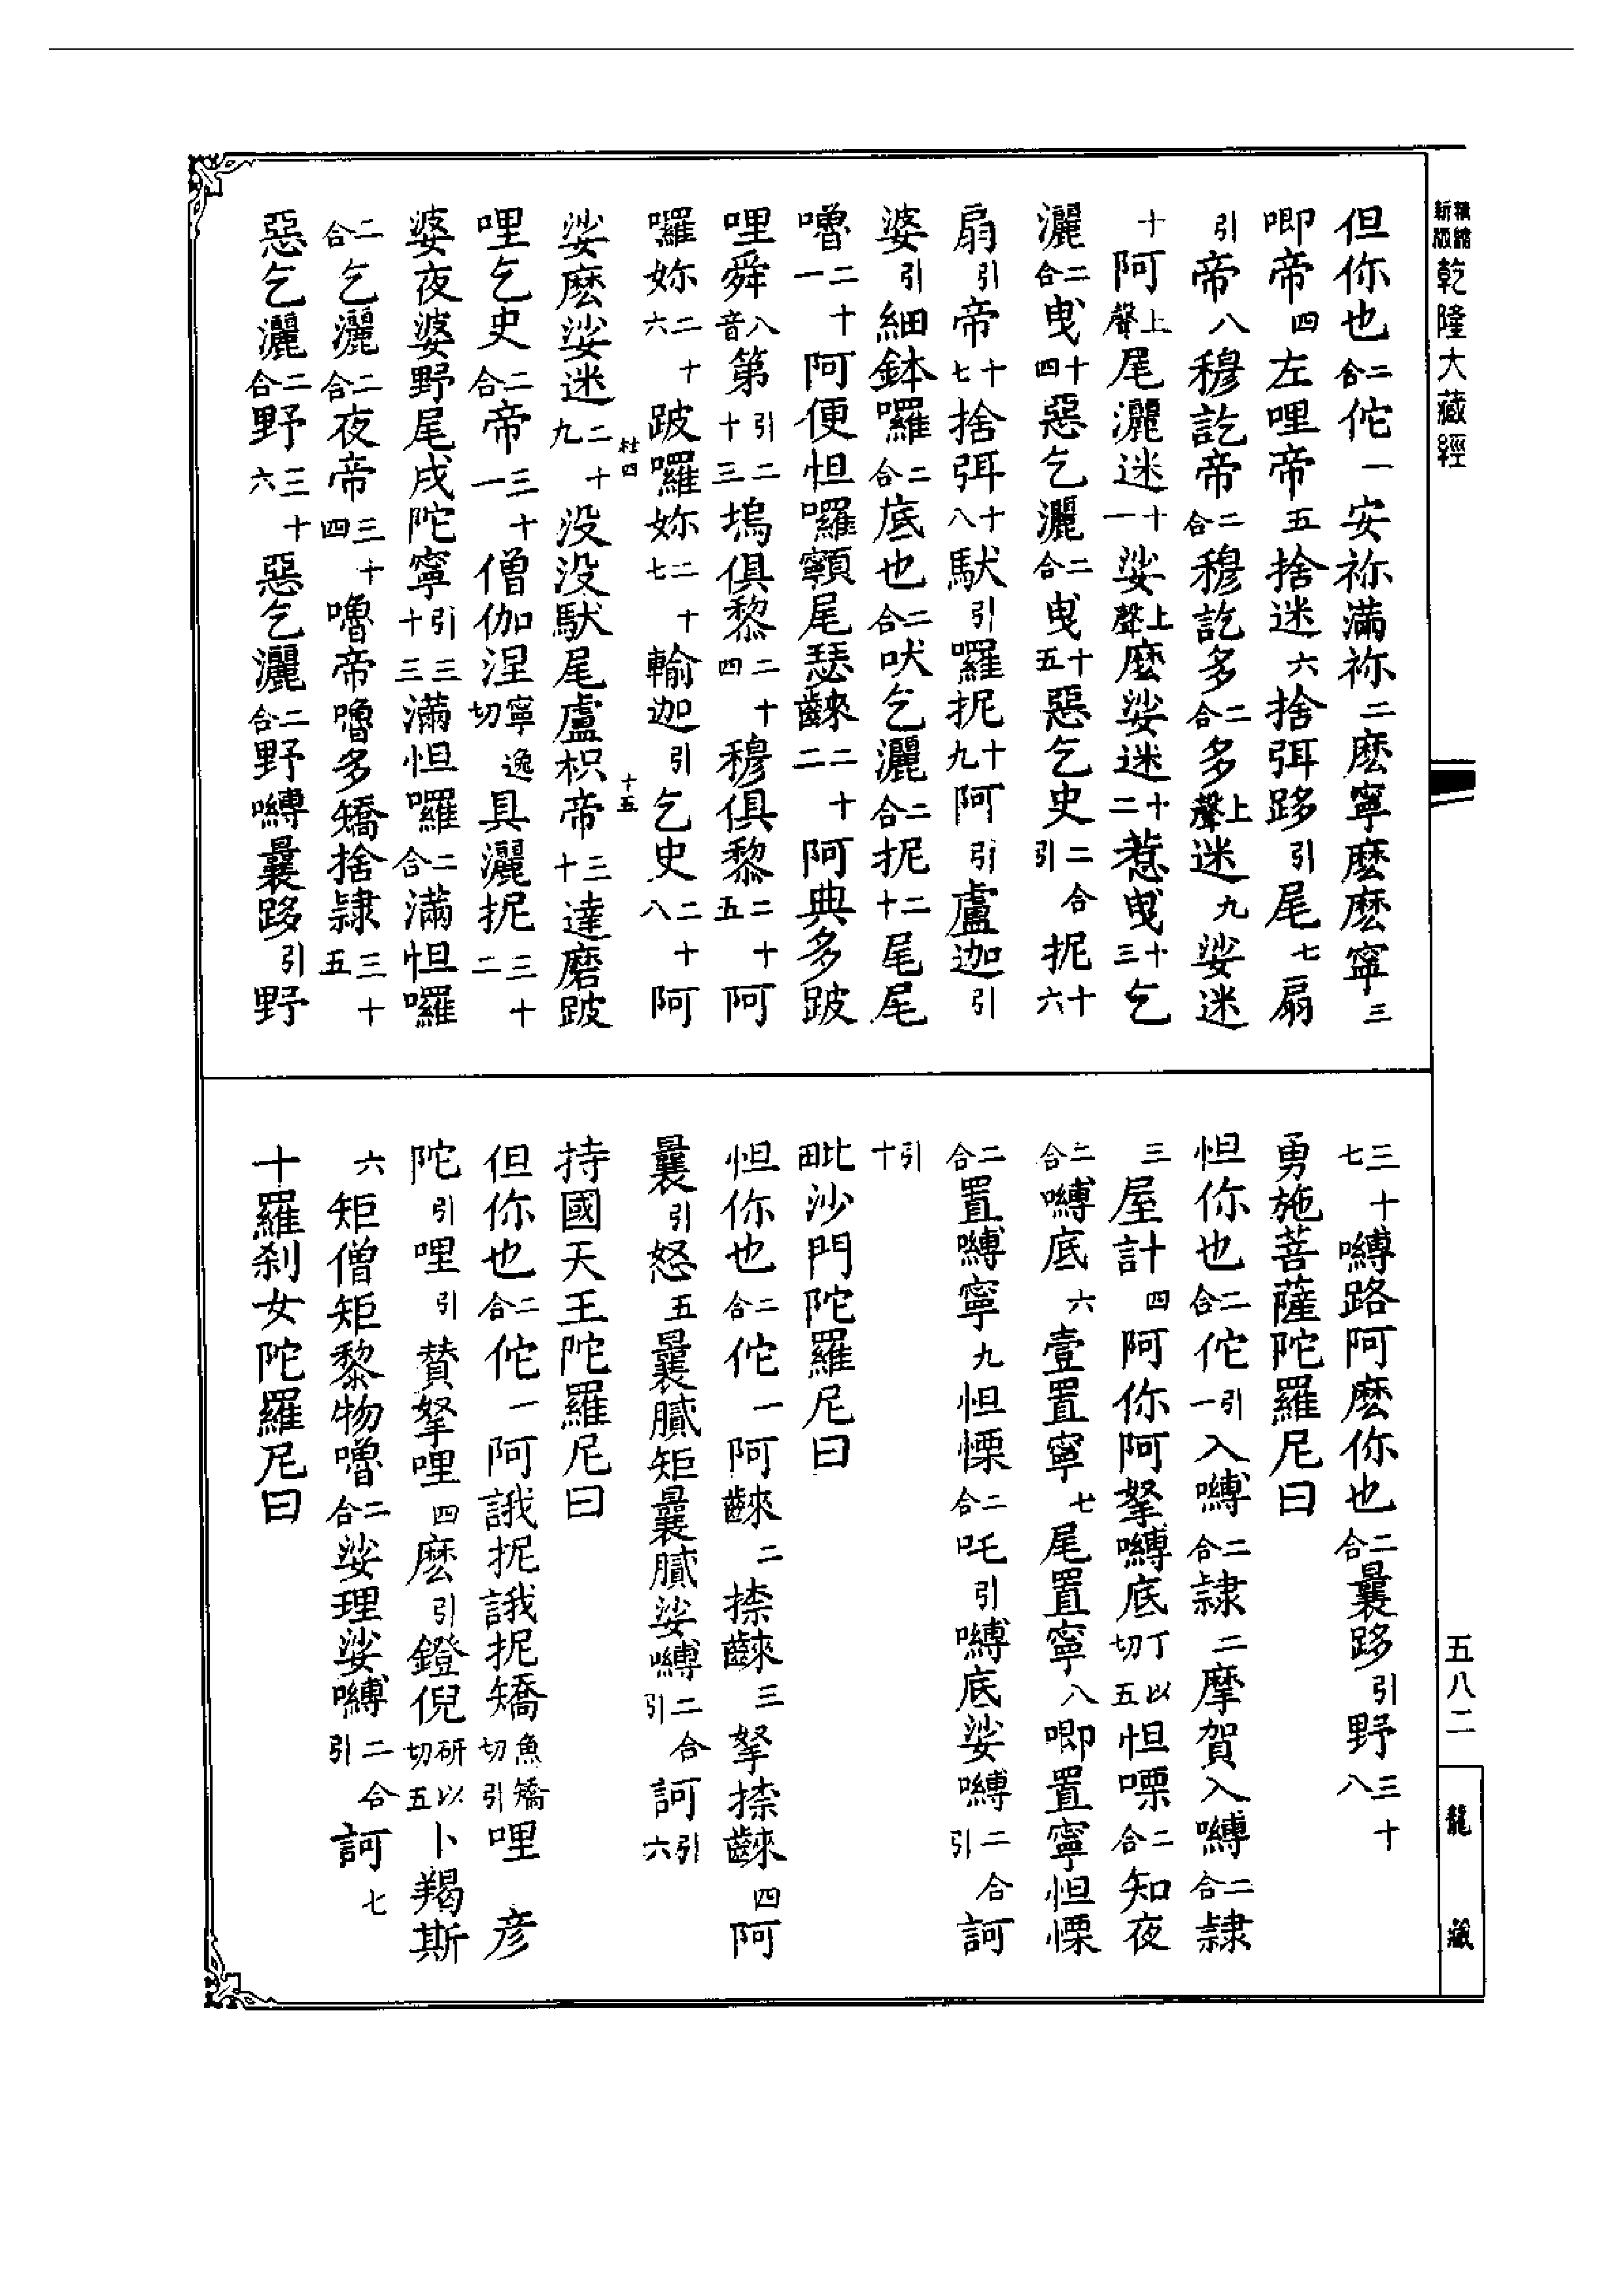 新編縮版乾隆大藏經
但你也二合佗一安祢滿祢二麽寧麽麽寧三
唧帝四左哩帝五捨迷六捨弭跢引尾七扇
引帝八穆訖帝二合穆訖多二合多上聲迷九娑迷
十阿上聲尾灑迷十一娑上聲麽娑迷十二惹曳十三乞
灑二合曳十四惡乞灑二合曳十五惡乞史二合引抳十六
扇引帝十七捨弭十八馱引囉抳十九阿引盧迦引
婆引細鉢囉二合底也二合吠乞灑二合抳二十尾尾
嚕二十一阿便怛囉顊尾瑟齼二十二阿典多跛
哩舜八音第引二十三塢俱黎二十四穆俱黎二十五阿
囉妳二十六跛囉妳二十七輸迦引乞史二十八阿
娑麽娑迷二十九没没馱尾盧枳帝三十達磨跛
哩乞史二合帝三十一僧伽涅寧逸切具灑抳三十二
婆夜婆野尾戍陀寧引三十三滿怛囉二合滿怛囉
二合乞灑二合夜帝三十四嚕帝嚕多矯捨隷三十五
惡乞灑二合野三十六惡乞灑二合野嚩曩跢引野
桂四
十五
三十七嚩路阿麽你也二合曩跢引野三十八
勇施菩薩陀羅尼曰
怛你也二合佗引一入嚩二合隷二摩賀入嚩二合隷
三屋計四阿你阿拏嚩底丁以切五怛㗚二合知夜
二合嚩底六壹置寧七尾置寧八唧置寧怛慄
二合置嚩寧九怛慄二合吒引嚩底娑嚩二合引訶
引十
毗沙門陀羅尼曰
怛你也二合佗一阿齼二捺齼三拏捺齼四阿
曩引怒五曩膩矩曩膩娑嚩二合引訶引六
持國天王陀羅尼曰
但你也二合佗一阿誐抳誐抳矯魚矯切引哩彦
陀引哩引贊拏哩四麽引鐙倪研以切五卜羯斯
六矩僧矩黎物嚕二合娑理娑嚩二合引訶七
十羅刹女陀羅尼曰
五八二
龍藏